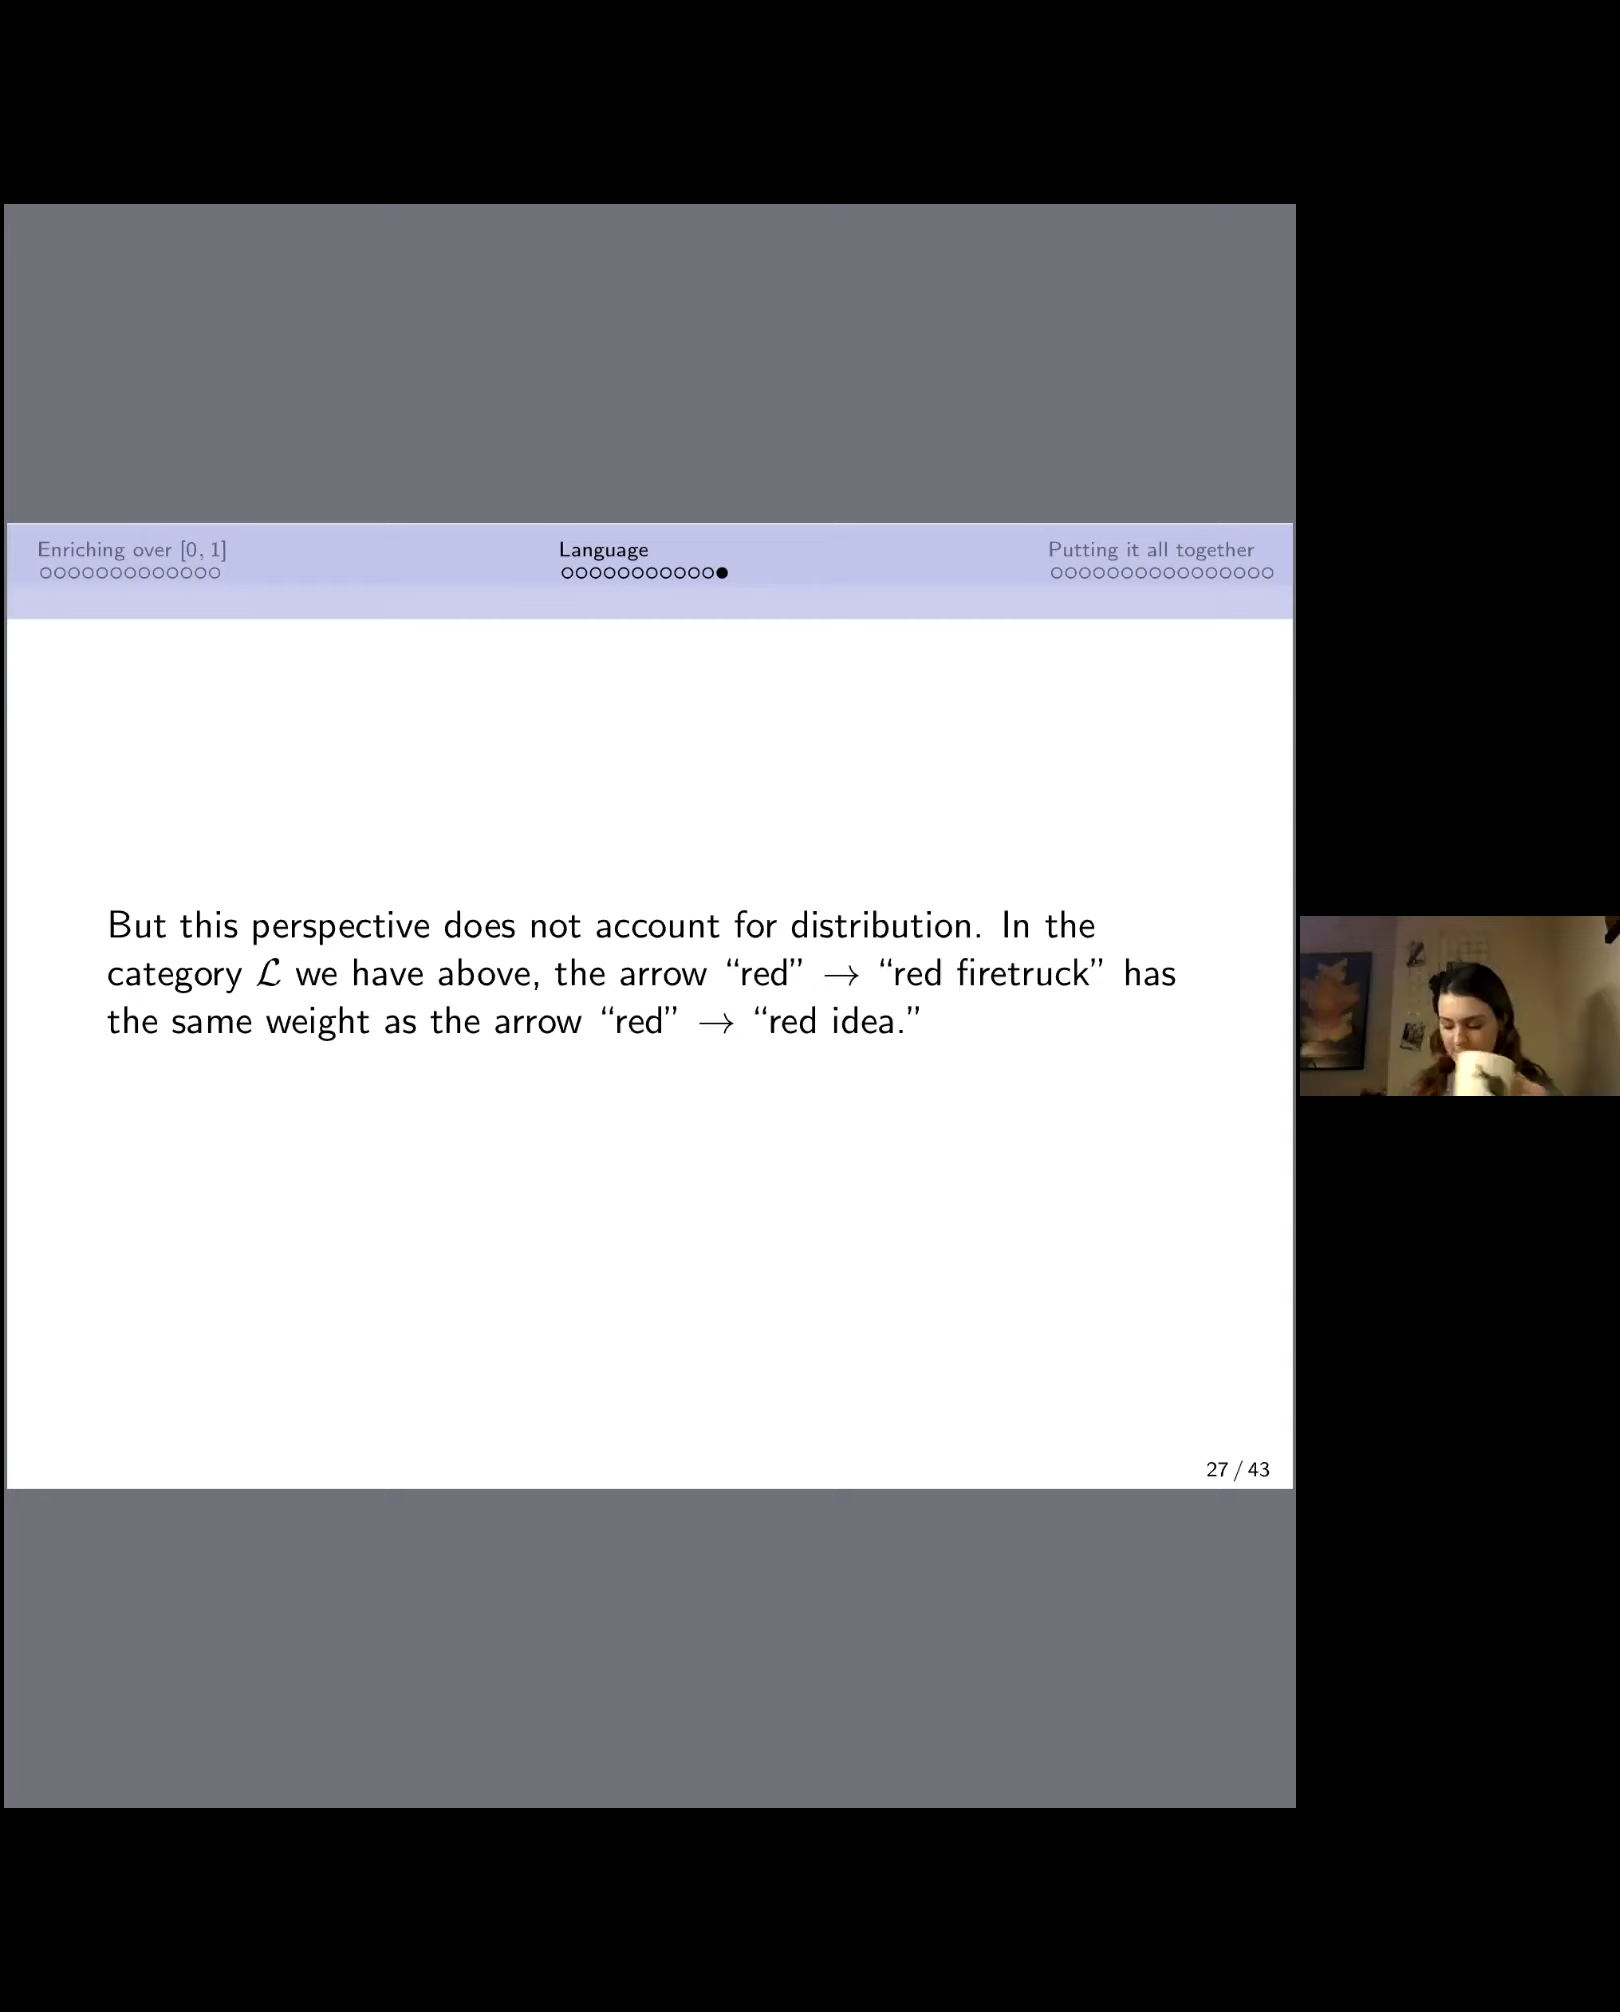 Enriching over [0, 1]
Language
Putting it all together
But this perspective does not account for distribution. In the
category ℒ we have above, the arrow “red” → “red firetruck” has
the same weight as the arrow “red” → “red idea.”
27 / 43